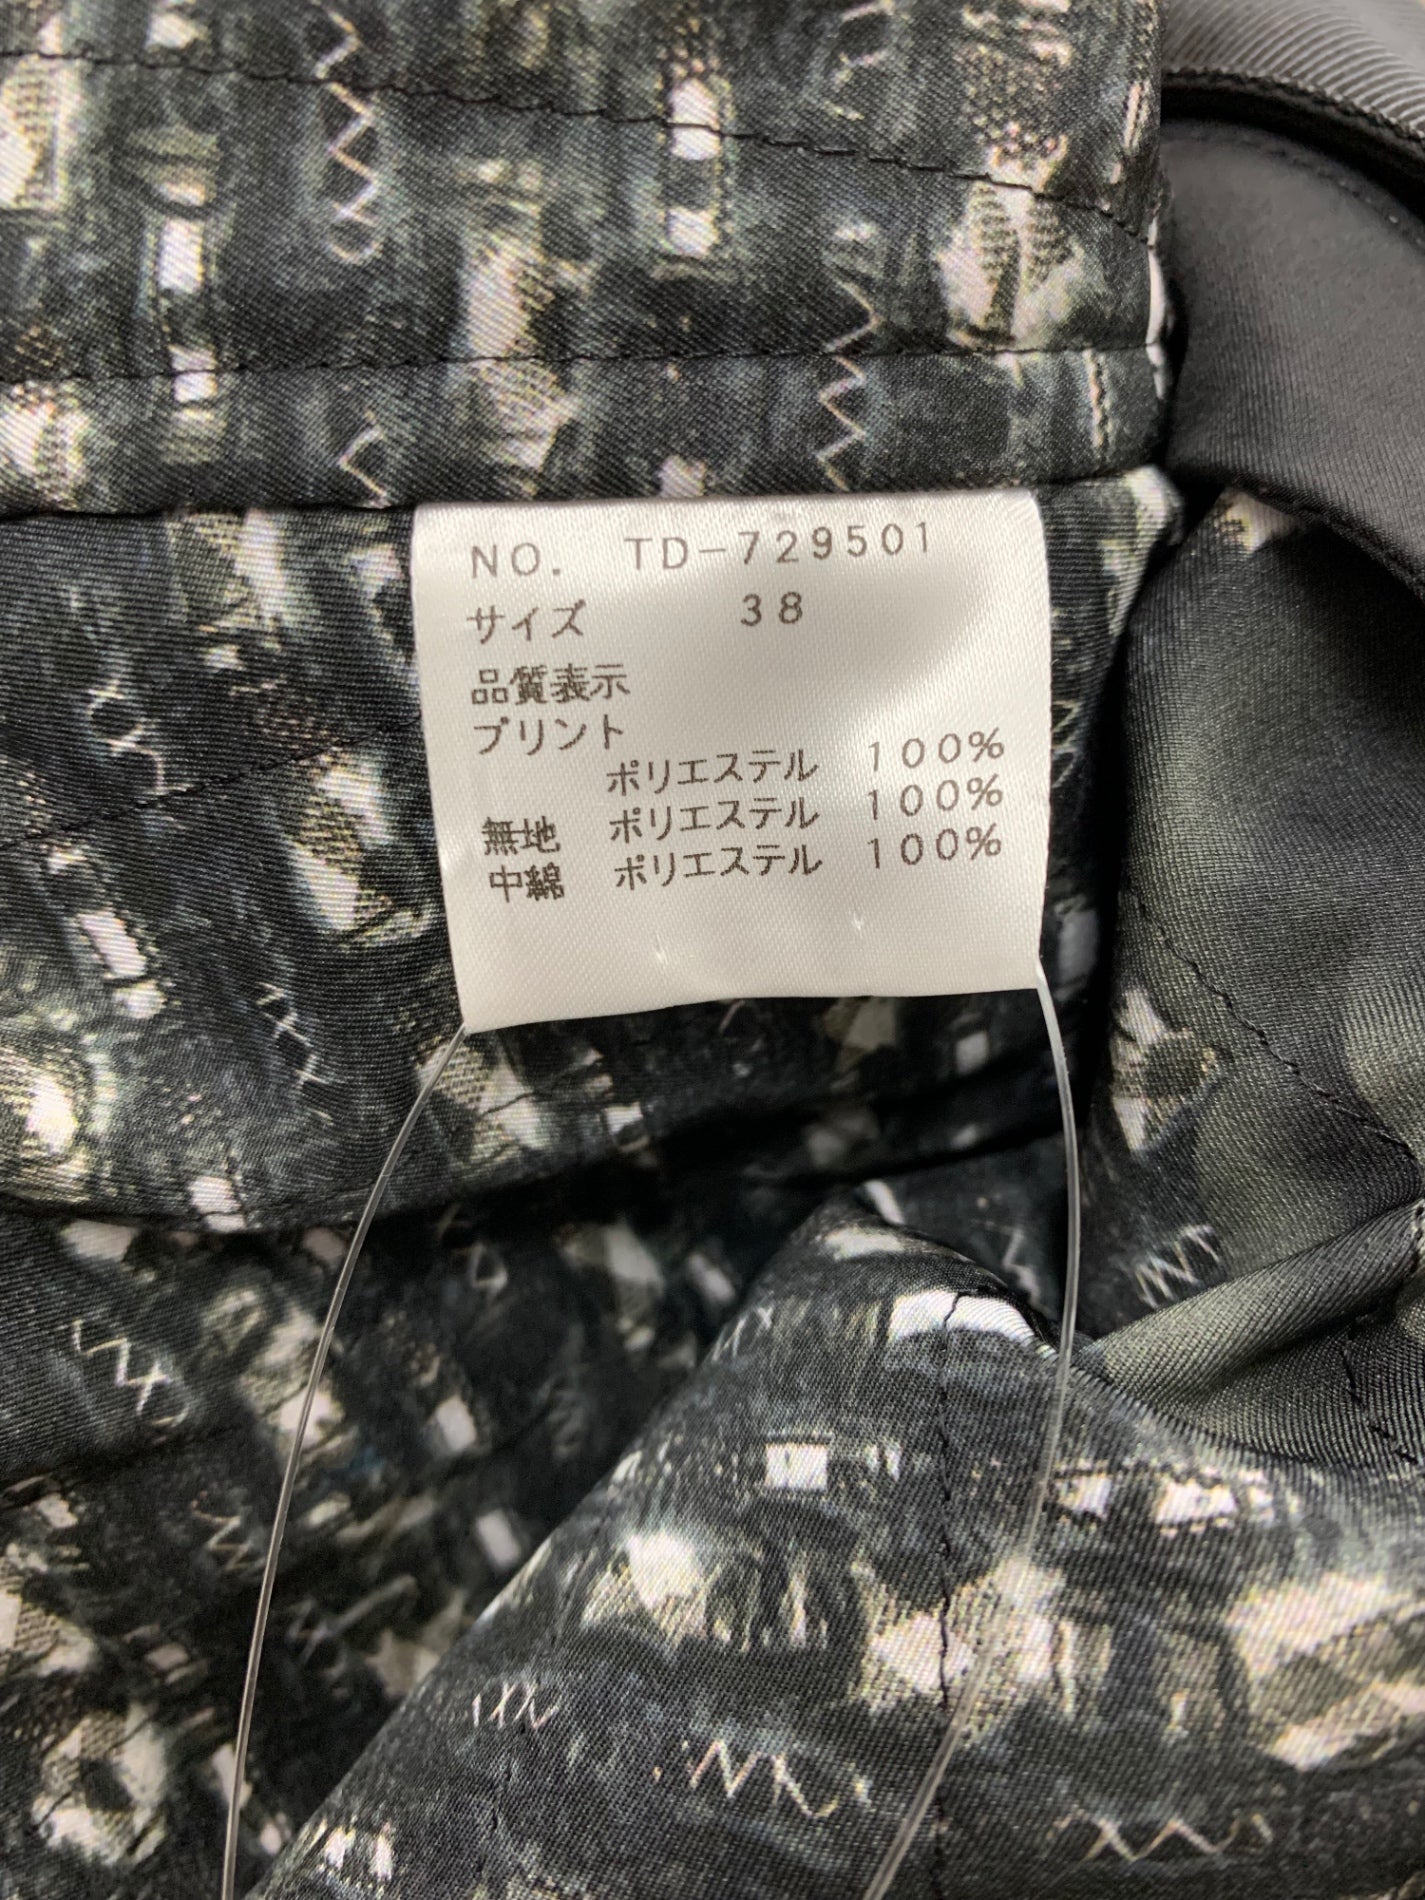 NO. TD-729501
サイズ 38
品質表示
プリント
ポリエステル 100%
無地 ポリエステル 100%
中綿 ポリエステル 100%